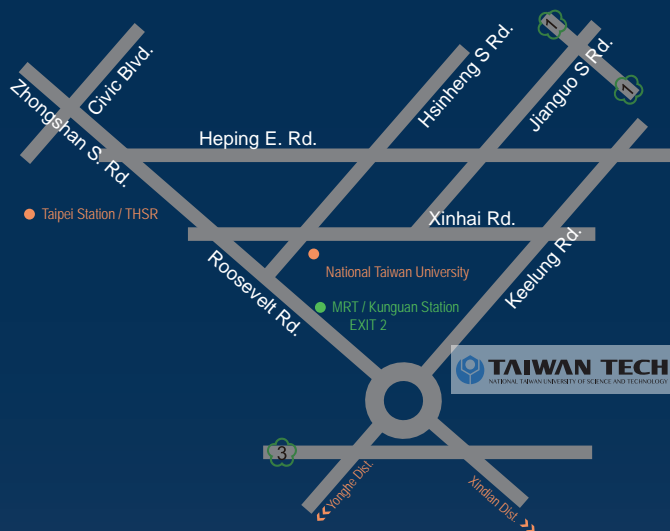 1
Civic Blvd.
Hsinheng S Rd.
Jianguo S Rd.
1
Zhongshan S. Rd.
Heping E. Rd.
Taipei Station / THSR
Xinhai Rd.
National Taiwan University
Keelung Rd.
Roosevelt Rd.
MRT / Kunguan Station
EXIT 2
TAIWAN TECH
NATIONAL TAIWAN UNIVERSITY OF SCIENCE AND TECHNOLOGY
3
Yonghe Dist.
Xindian Dist.